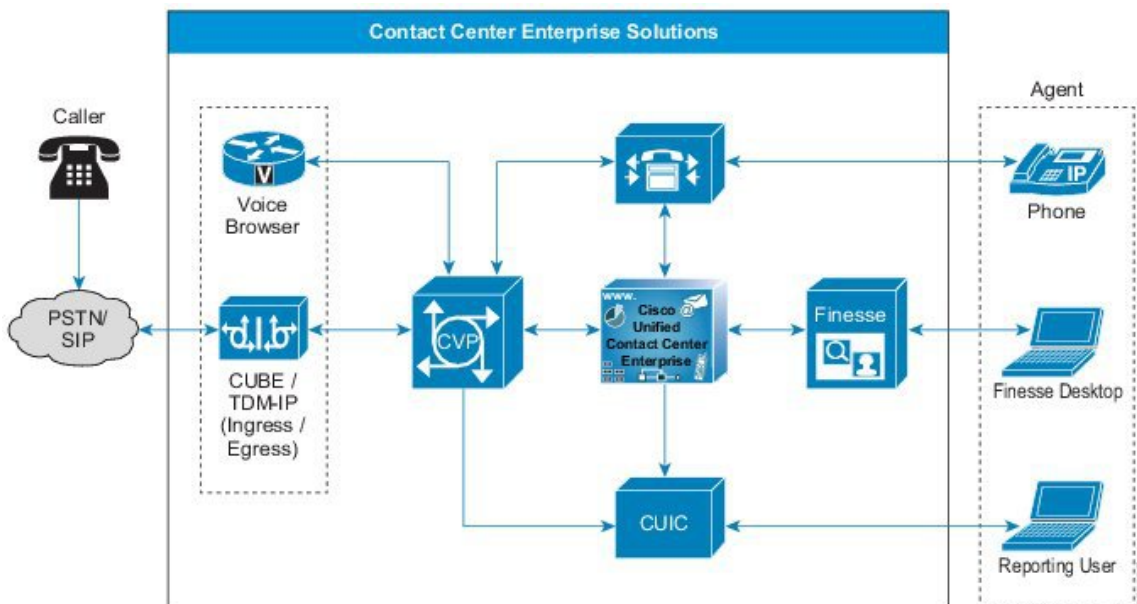 Contact Center Enterprise Solutions
Caller
Agent
V
Voice
Browser
IP
Phone
PSTN/
SIP
CUBE /
TDM-IP
(Ingress /
Egress)
CVP
www.
Cisco @
Unified
Contact Center
Enterprise
Finesse
Finesse Desktop
CUIC
Reporting User